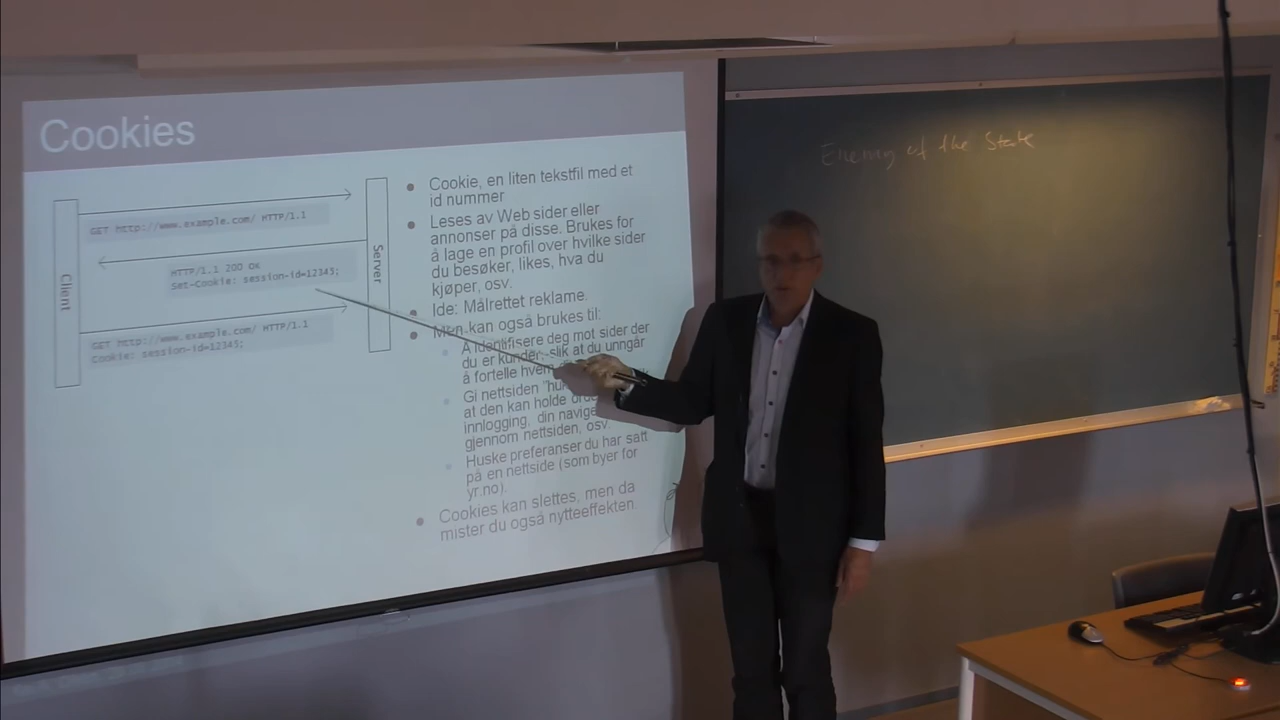 Cookies
GET http://www.example.com/ HTTP/1.1
HTTP/1.1 200 OK
Set-Cookie: session-id=12345;
GET http://www.example.com/ HTTP/1.1
Cookie: session-id=12345;
Client
Server
Cookie, en liten tekstfil med et
id nummer
Leses av Web sider eller
annonser på disse. Brukes for
å lage en profil over hvilke sider
du besøker, likes, hva du
kjøper, osv.
Ide: Målrettet reklame.
Men kan også brukes til:
Å identifisere deg mot sider der
du er kunde, slik at du unngår
å fortelle hvem
Gi nettsiden
at den kan holde
innlogging, din
gjennom nettsiden, osv.
Huske preferanser du har satt
på en nettside (som byer for
yr.no).
Cookies kan slettes, men da
mister du også nytteeffekten.
Enemy of the State